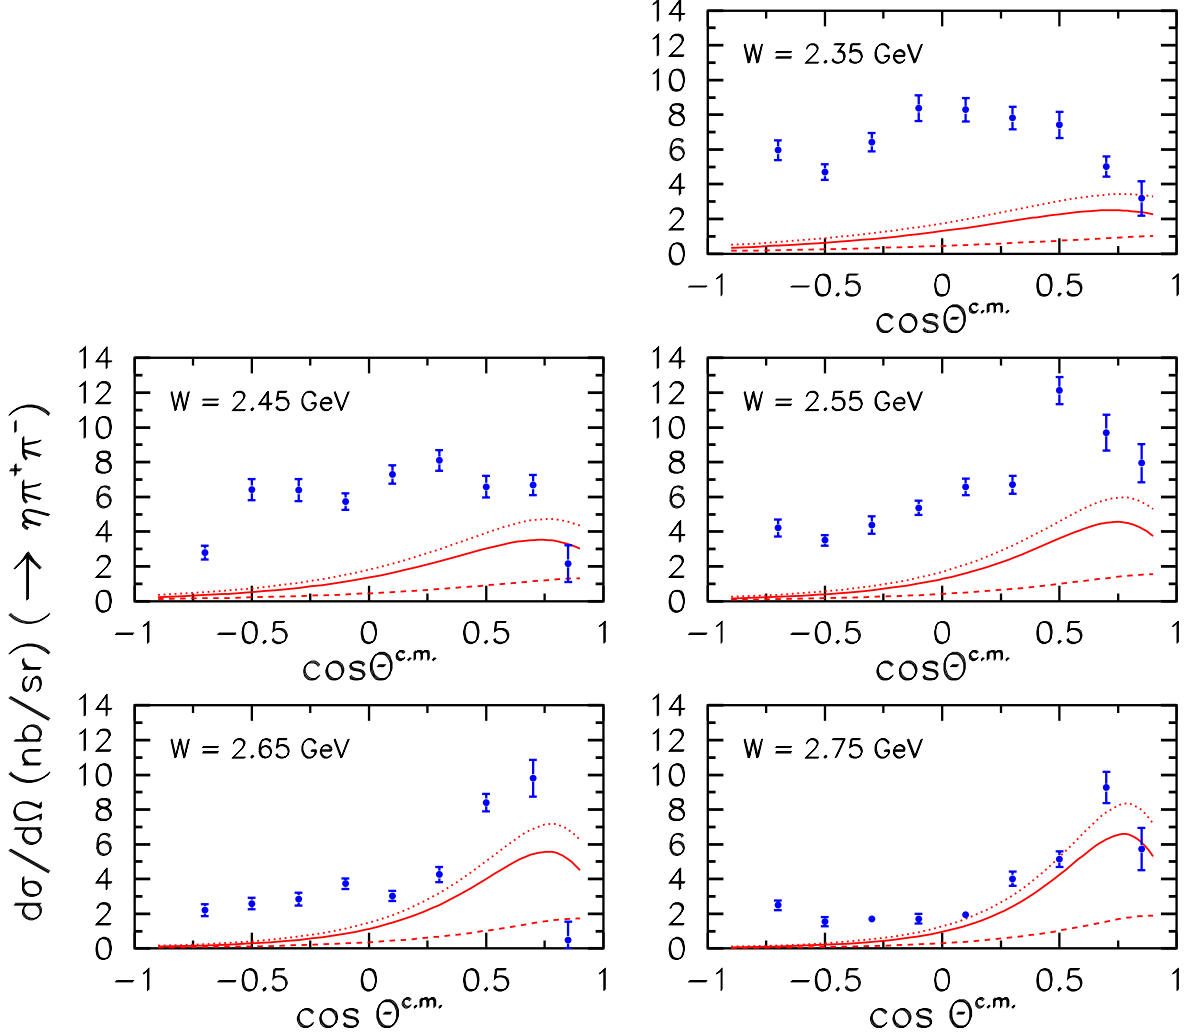 dσ/dΩ (nb/sr) (⟶ ηπ⁺π⁻)
14
12
10
8
6
4
2
0
W = 2.35 GeV
−1 −0.5 0 0.5 1
cosΘᶜ·ᵐ·
14
12
10
8
6
4
2
0
W = 2.45 GeV
−1 −0.5 0 0.5 1
cosΘᶜ·ᵐ·
14
12
10
8
6
4
2
0
W = 2.55 GeV
−1 −0.5 0 0.5 1
cosΘᶜ·ᵐ·
14
12
10
8
6
4
2
0
W = 2.65 GeV
−1 −0.5 0 0.5 1
cos Θᶜ·ᵐ·
14
12
10
8
6
4
2
0
W = 2.75 GeV
−1 −0.5 0 0.5 1
cos Θᶜ·ᵐ·